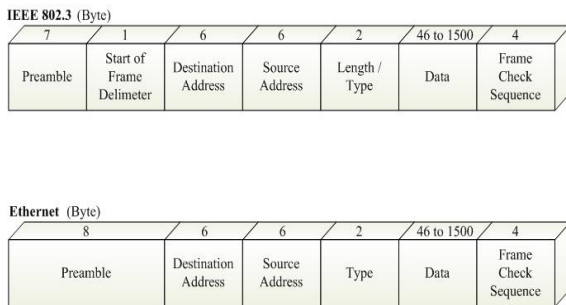 IEEE 802.3 (Byte)
7 1 6 6 2 46 to 1500 4
Preamble
Start of
Frame
Delimeter
Destination
Address
Source
Address
Length /
Type
Data
Frame
Check
Sequence
Ethernet (Byte)
8 6 6 2 46 to 1500 4
Preamble
Destination
Address
Source
Address
Type
Data
Frame
Check
Sequence